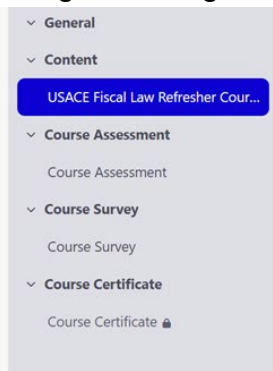 General
Content
USACE Fiscal Law Refresher Cour...
Course Assessment
Course Assessment
Course Survey
Course Survey
Course Certificate
Course Certificate